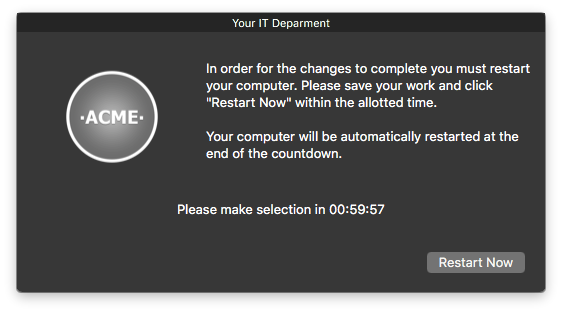 Your IT Deparment
In order for the changes to complete you must restart
your computer. Please save your work and click
"Restart Now" within the allotted time.
Your computer will be automatically restarted at the
end of the countdown.
·ACME·
Please make selection in 00:59:57
Restart Now